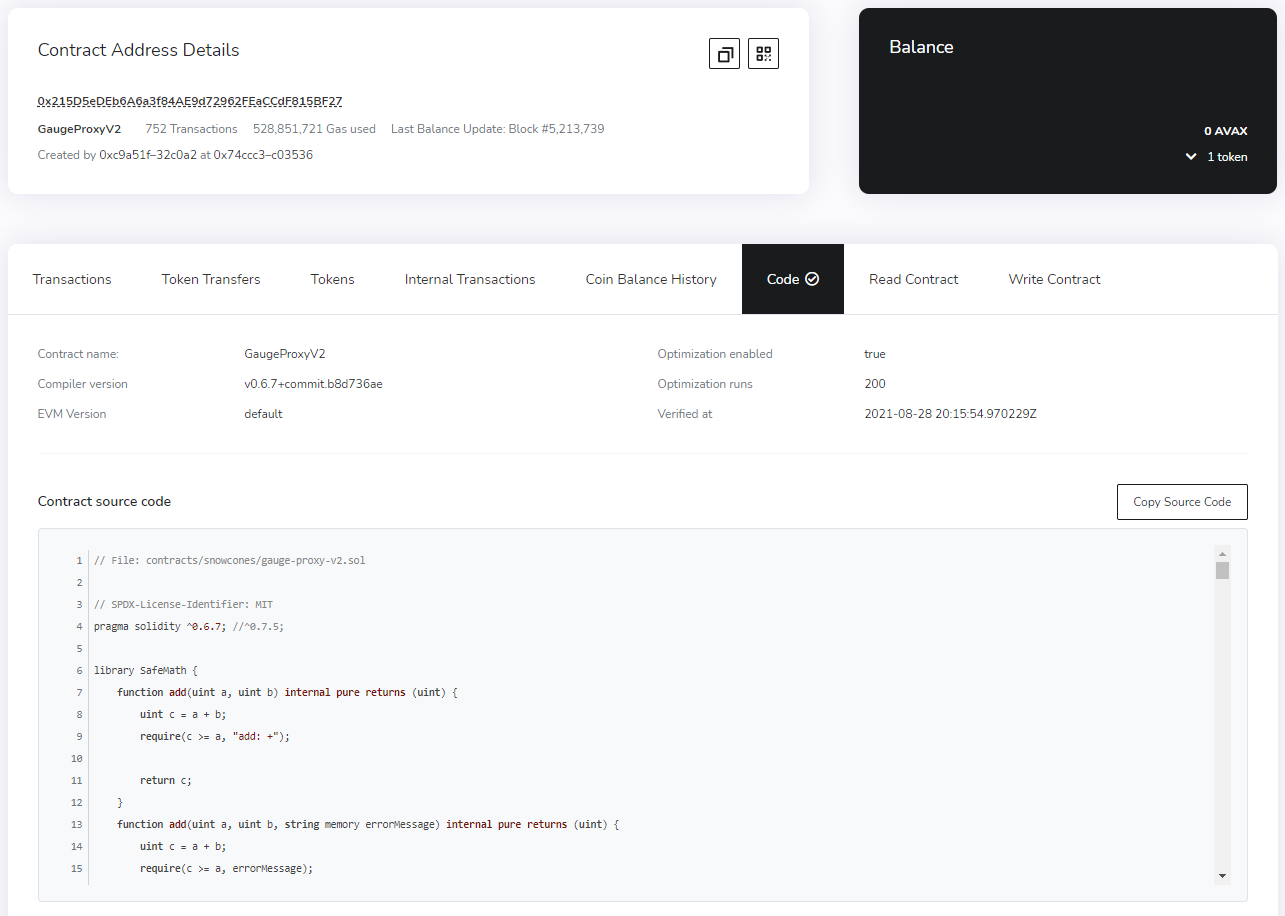 Contract Address Details
0x215D5eDEb6A6a3f84AE9d72962FEaCCdF815BF27
GaugeProxyV2 752 Transactions 528,851,721 Gas used Last Balance Update: Block #5,213,739
Created by 0xc9a51f–32c0a2 at 0x74ccc3–c03536
Balance
0 AVAX
1 token
Transactions Token Transfers Tokens Internal Transactions Coin Balance History Code Read Contract Write Contract
Contract name: GaugeProxyV2 Optimization enabled true
Compiler version v0.6.7+commit.b8d736ae Optimization runs 200
EVM Version default Verified at 2021-08-28 20:15:54.970229Z
Contract source code
Copy Source Code
1 // File: contracts/snowcones/gauge-proxy-v2.sol
2
3 // SPDX-License-Identifier: MIT
4 pragma solidity ^0.6.7; //^0.7.5;
5
6 library SafeMath {
7 function add(uint a, uint b) internal pure returns (uint) {
8 uint c = a + b;
9 require(c >= a, "add: +");
10
11 return c;
12 }
13 function add(uint a, uint b, string memory errorMessage) internal pure returns (uint) {
14 uint c = a + b;
15 require(c >= a, errorMessage);